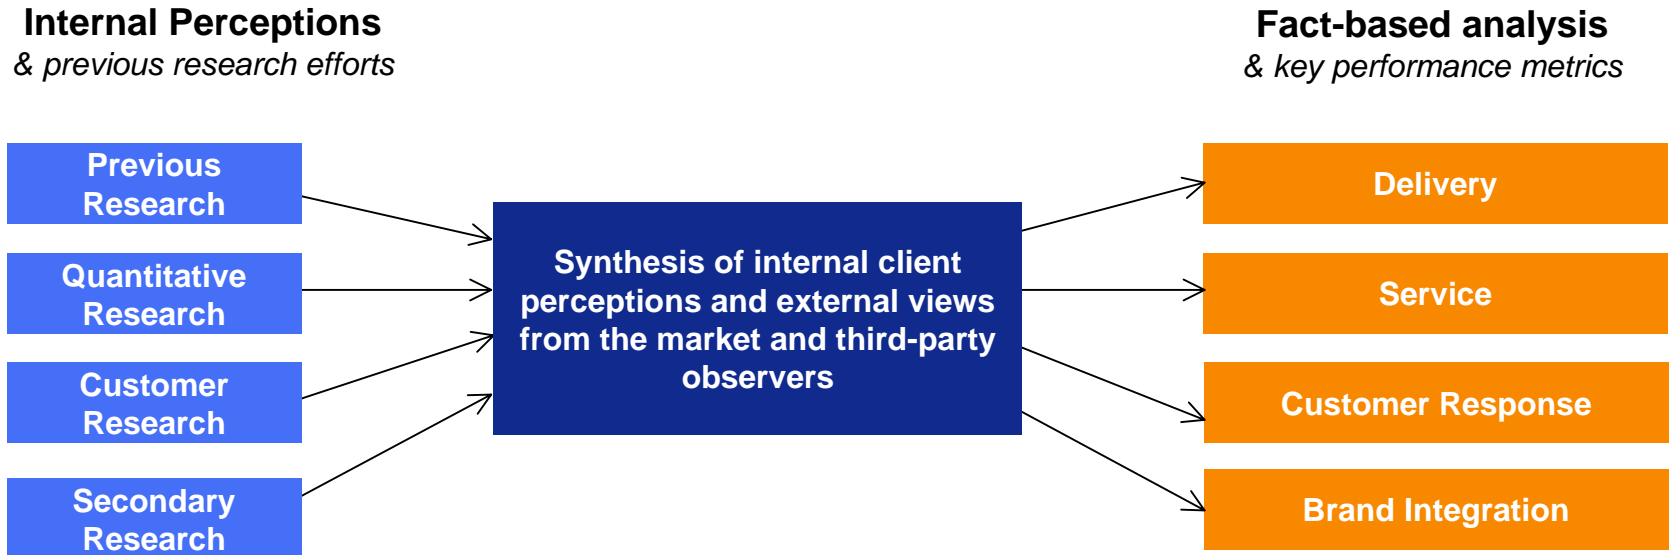 Internal Perceptions
& previous research efforts
Fact-based analysis
& key performance metrics
Previous
Research
Quantitative
Research
Customer
Research
Secondary
Research
Synthesis of internal client
perceptions and external views
from the market and third-party
observers
Delivery
Service
Customer Response
Brand Integration